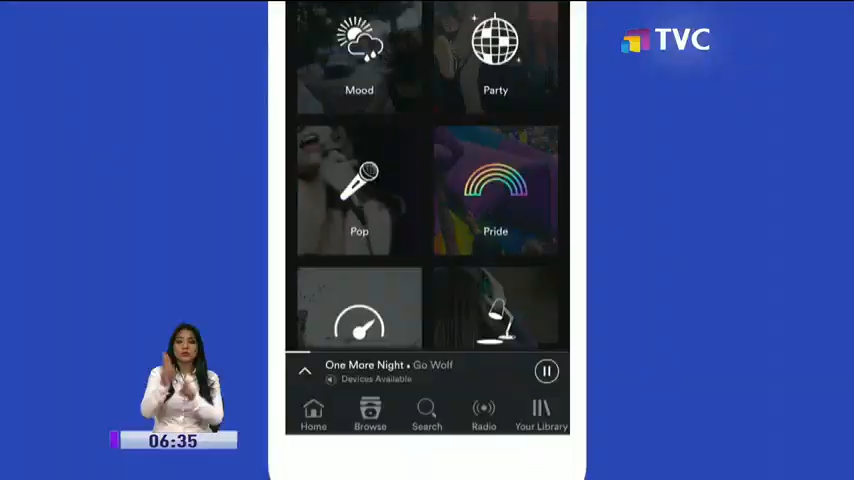 TVC
Mood
Party
Pop
Pride
One More Night • Go Wolf
Devices Available
Home
Browse
Search
Radio
Your Library
06:35